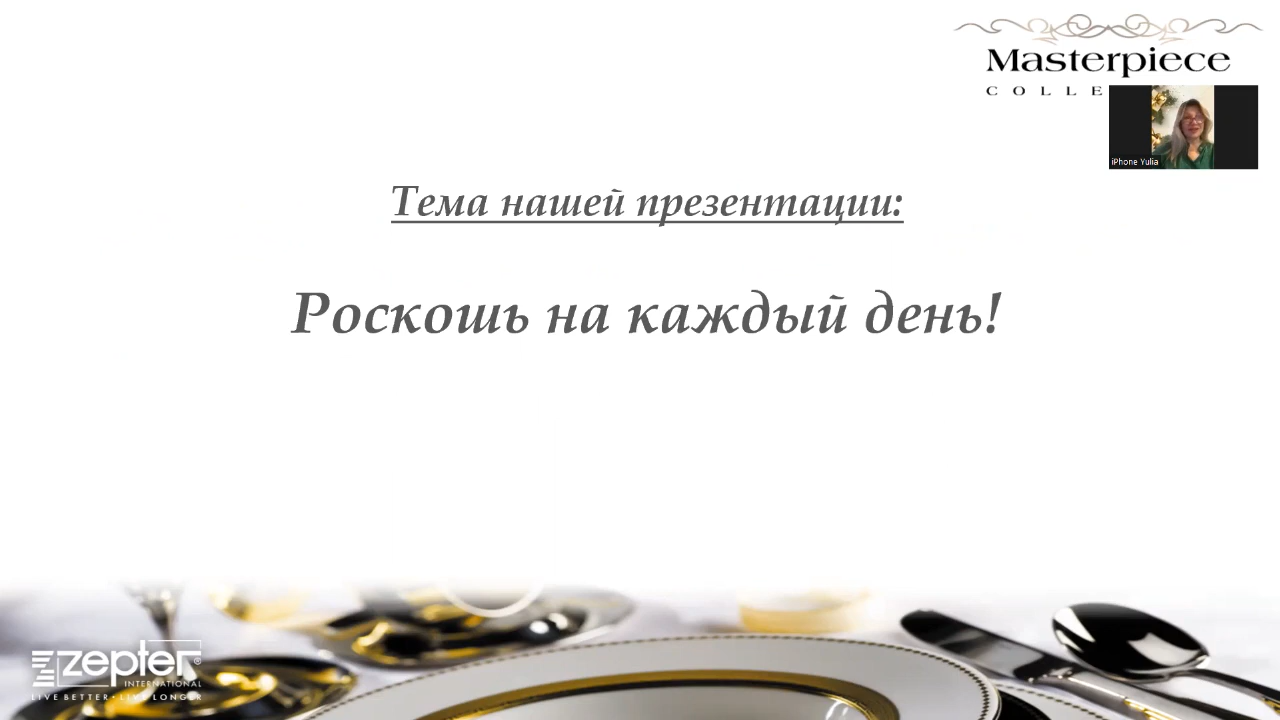 Masterpiece
COLLE
iPhone Yulia
Тема нашей презентации:
Роскошь на каждый день!
zepter®
INTERNATIONAL
LIVE BETTER • LIVE LONGER